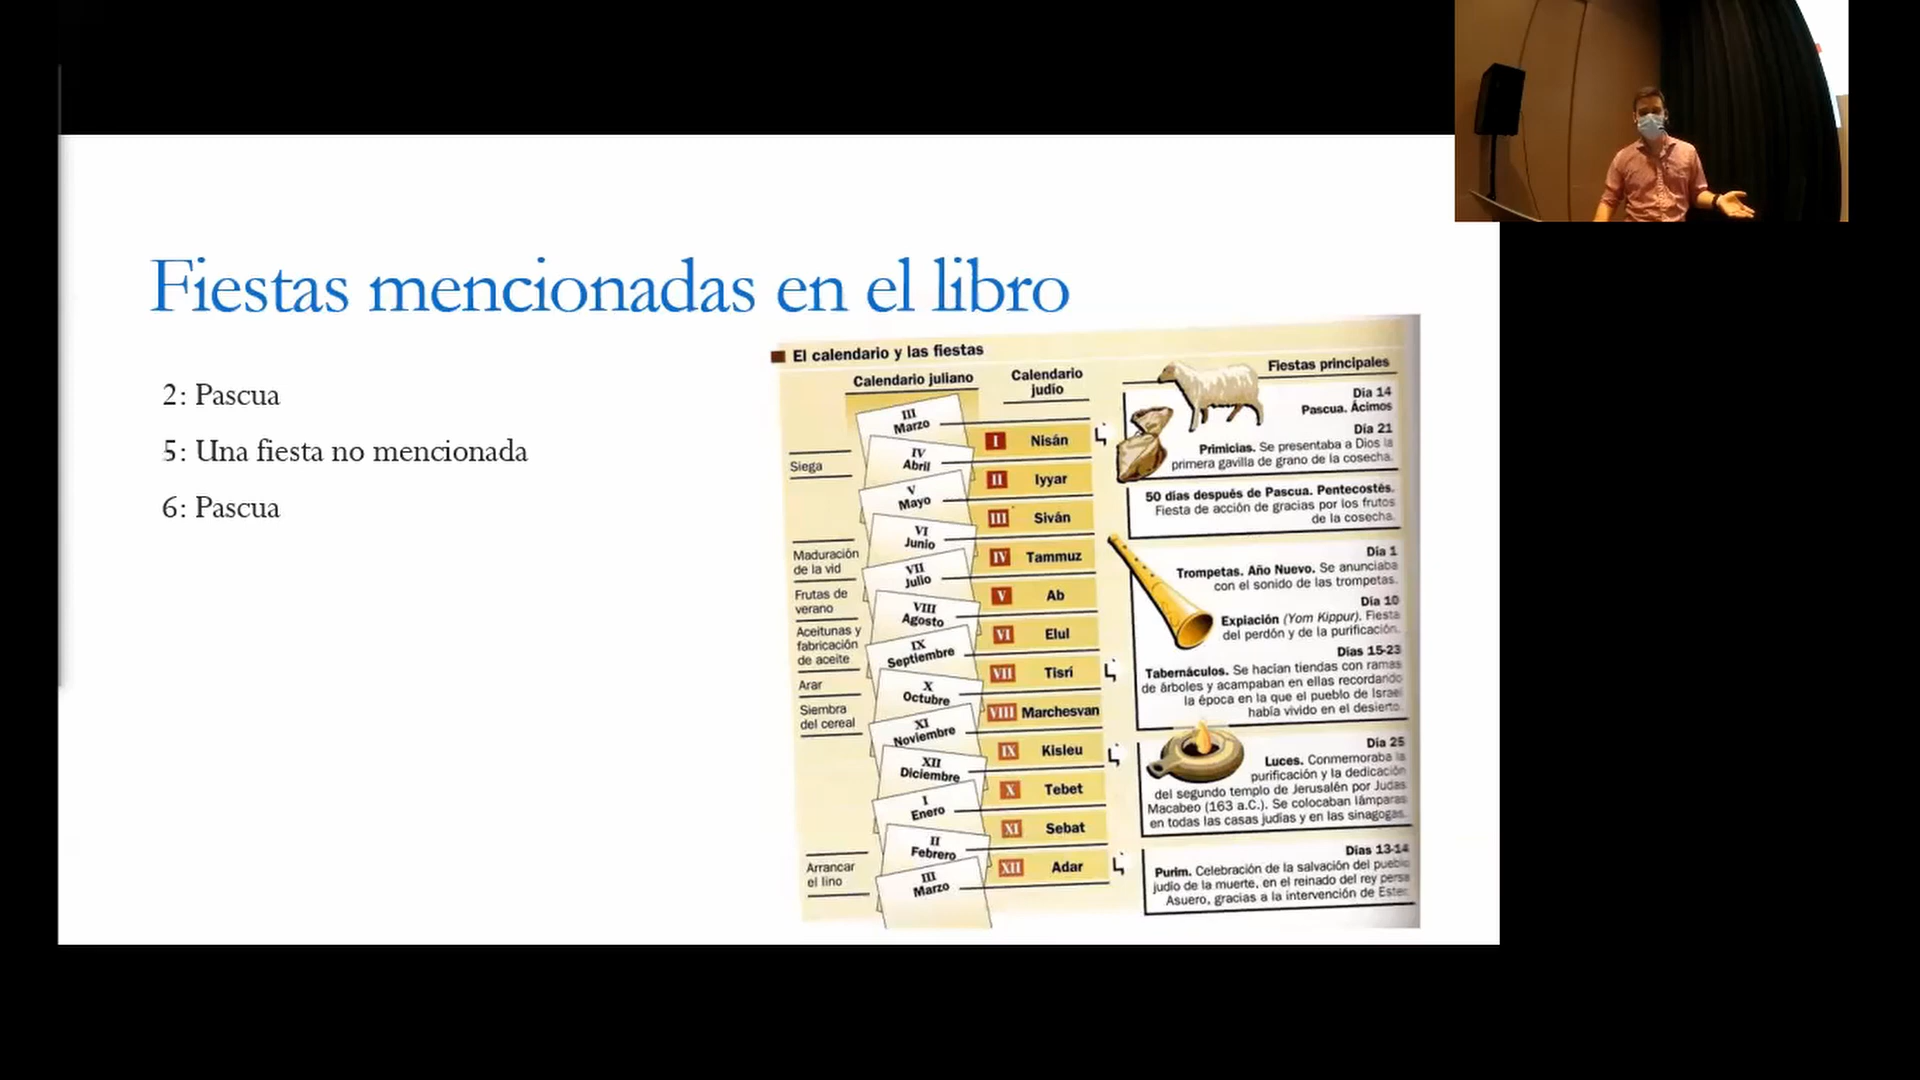 Fiestas mencionadas en el libro
2: Pascua
5: Una fiesta no mencionada
6: Pascua
El calendario y las fiestas
Calendario juliano
Calendario
judío
Fiestas principales
III
Marzo
IV
Abril
V
Mayo
VI
Junio
VII
Julio
VIII
Agosto
IX
Septiembre
X
Octubre
XI
Noviembre
XII
Diciembre
I
Enero
II
Febrero
III
Marzo
Siega
Maduración
de la vid
Frutas de
verano
Aceitunas y
fabricación
de aceite
Arar
Siembra
del cereal
Arrancar
el lino
I Nisán
II Iyyar
III Siván
IV Tammuz
V Ab
VI Elul
VII Tisrí
VIII Marchesvan
IX Kisleu
X Tebet
XI Sebat
XII Adar
Día 14
Pascua. Ácimos
Día 21
Primicias. Se presentaba a Dios la
primera gavilla de grano de la cosecha.
50 días después de Pascua. Pentecostés.
Fiesta de acción de gracias por los frutos
de la cosecha.
Día 1
Trompetas. Año Nuevo. Se anunciaba
con el sonido de las trompetas.
Día 10
Expiación (Yom Kippur). Fiesta
del perdón y de la purificación.
Días 15-23
Tabernáculos. Se hacían tiendas con ramas
de árboles y acampaban en ellas recordando
la época en la que el pueblo de Israel
había vivido en el desierto.
Día 25
Luces. Conmemoraba la
purificación y la dedicación
del segundo templo de Jerusalén por Judas
Macabeo (163 a.C.). Se colocaban lámparas
en todas las casas judías y en las sinagogas.
Días 13-14
Purim. Celebración de la salvación del pueblo
judío de la muerte, en el reinado del rey persa
Asuero, gracias a la intervención de Ester.